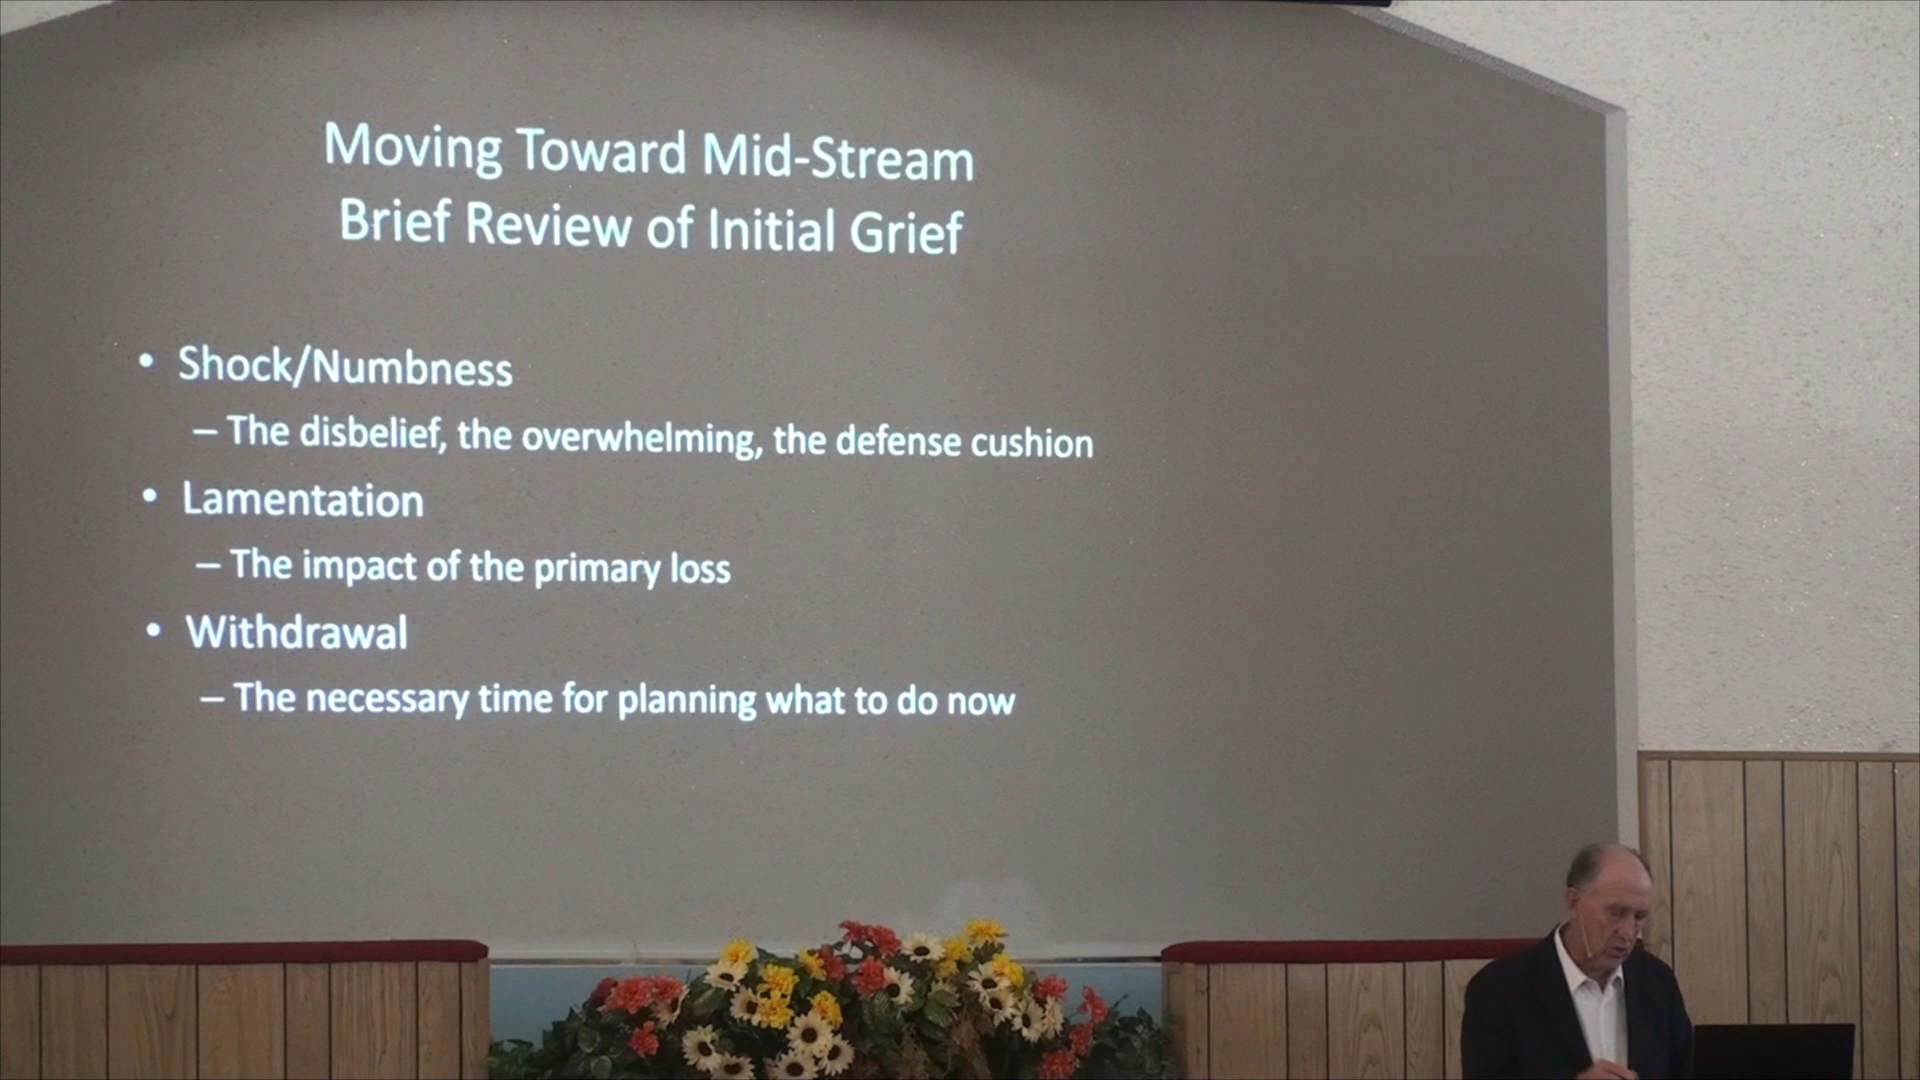 Moving Toward Mid-Stream
Brief Review of Initial Grief
• Shock/Numbness
– The disbelief, the overwhelming, the defense cushion
• Lamentation
– The impact of the primary loss
• Withdrawal
– The necessary time for planning what to do now